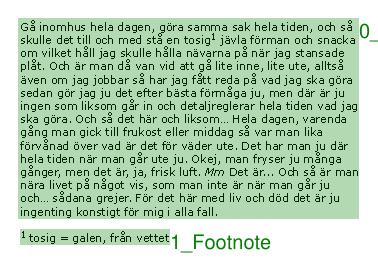 Gå inomhus hela dagen, göra samma sak hela tiden, och så
skulle det till och med stå en tosig¹ jävla förman och snacka
om vilket håll jag skulle hålla nävarna på när jag stansade
plåt. Och är man då van vid att gå lite inne, lite ute, alltså
även om jag jobbar så har jag fått reda på vad jag ska göra
sedan gör jag ju det efter bästa förmåga ju, men där är ju
ingen som liksom går in och detaljreglerar hela tiden vad jag
ska göra. Och så det här och liksom... Hela dagen, varenda
gång man gick till frukost eller middag så var man lika
förvånad över vad är det för väder ute. Det har man ju där
hela tiden när man går ute ju. Okej, man fryser ju många
gånger, men det är, ja, frisk luft. Mm Det är... Och så är man
nära livet på något vis, som man inte är när man går ju
och... sådana grejer. För det här med liv och död det är ju
ingenting konstigt för mig i alla fall.
0_
¹ tosig = galen, från vettet
1_Footnote